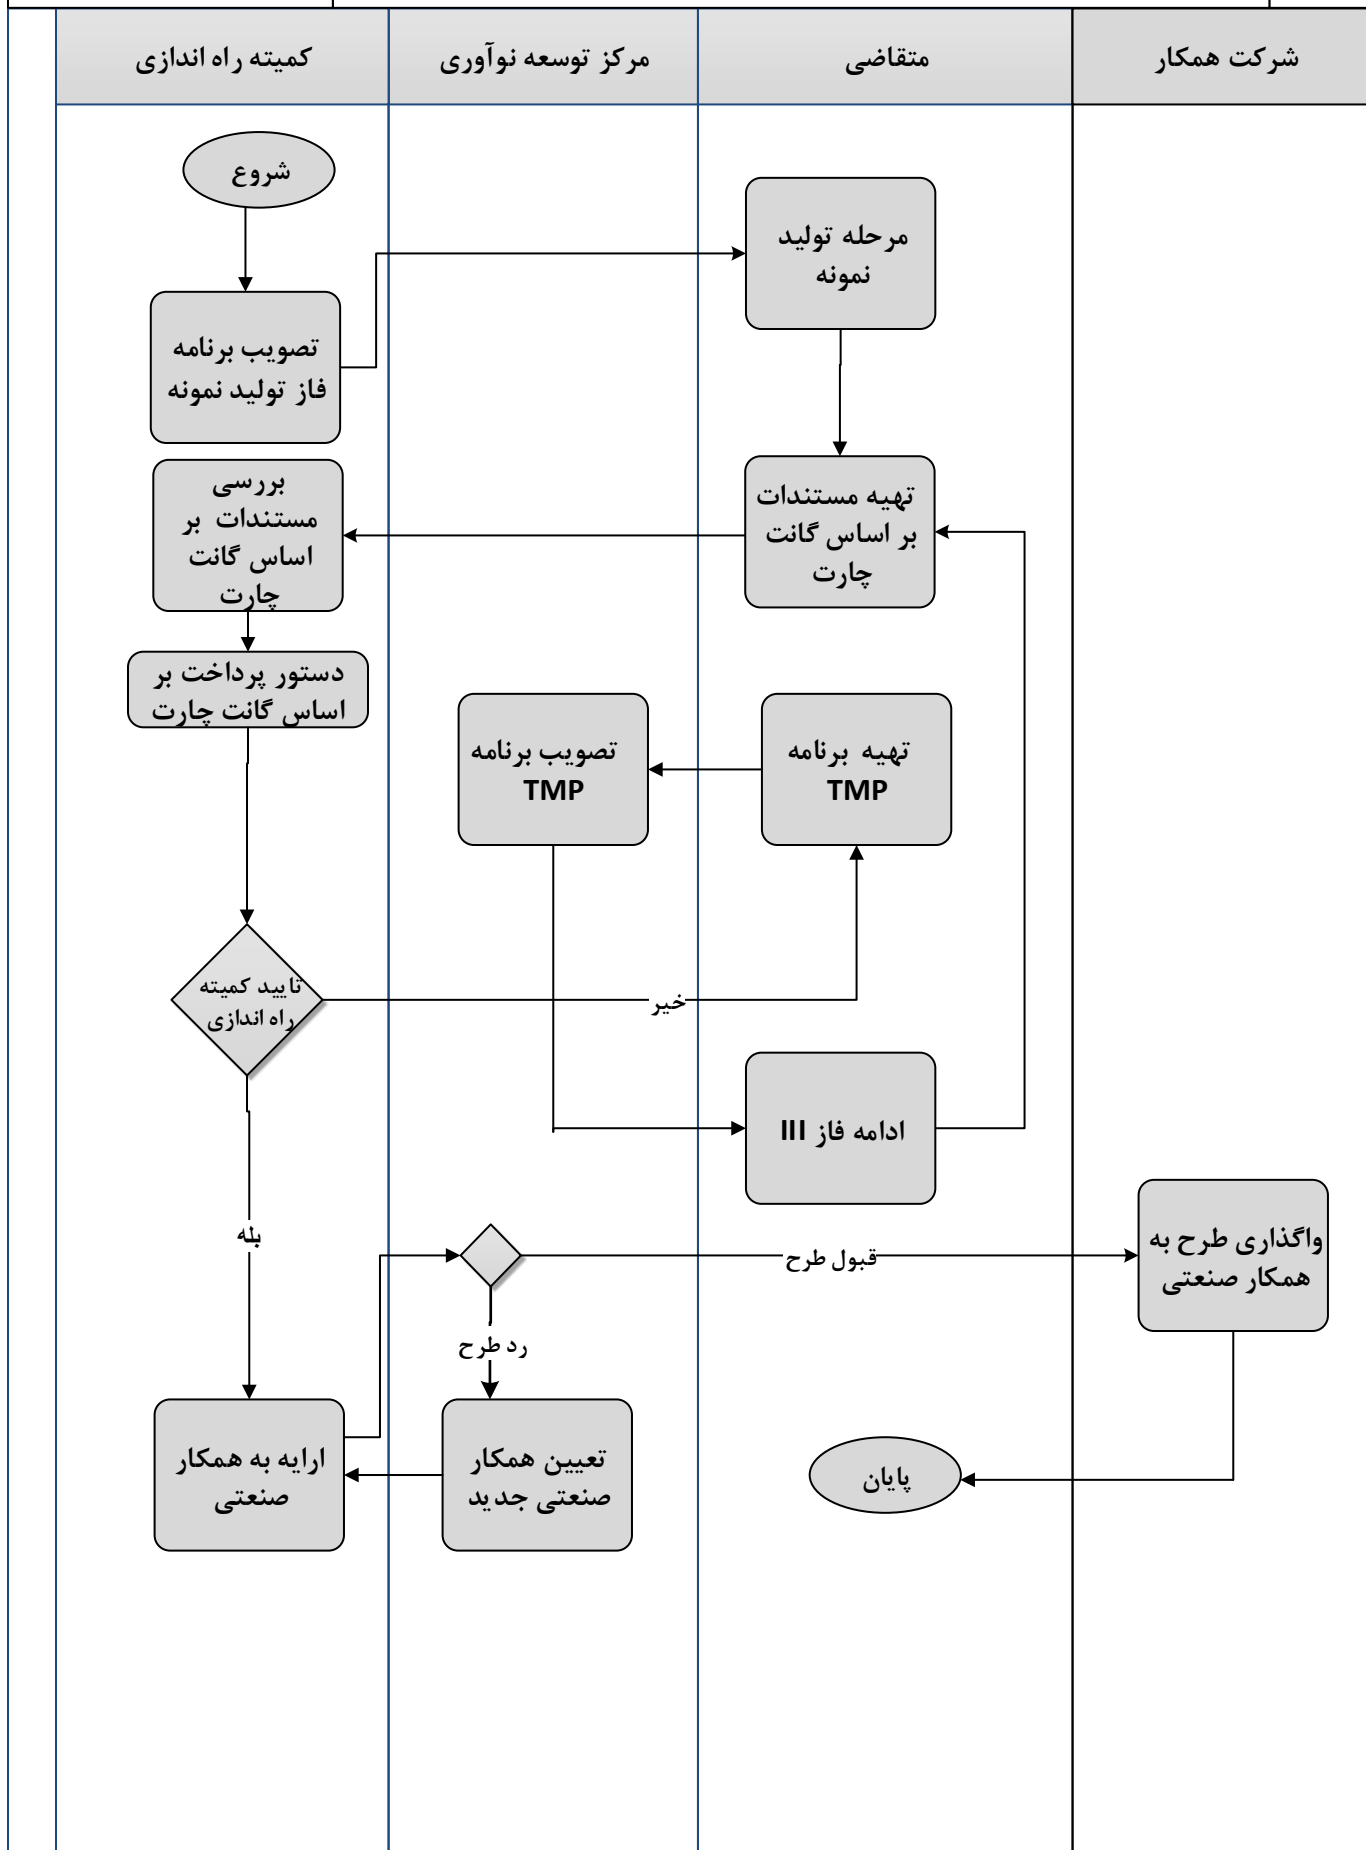 شرکت همکار
متقاضی
مرکز توسعه نوآوری
کمیته راه اندازی
شروع
مرحله تولید
نمونه
تصویب برنامه
فاز تولید نمونه
تهیه مستندات
بر اساس گانت
چارت
بررسی
مستندات بر
اساس گانت
چارت
دستور پرداخت بر
اساس گانت چارت
تهیه برنامه
TMP
تصویب برنامه
TMP
تایید کمیته
راه اندازی
خیر
ادامه فاز III
بله
قبول طرح
واگذاری طرح به
همکار صنعتی
رد طرح
ارایه به همکار
صنعتی
تعیین همکار
صنعتی جدید
پایان